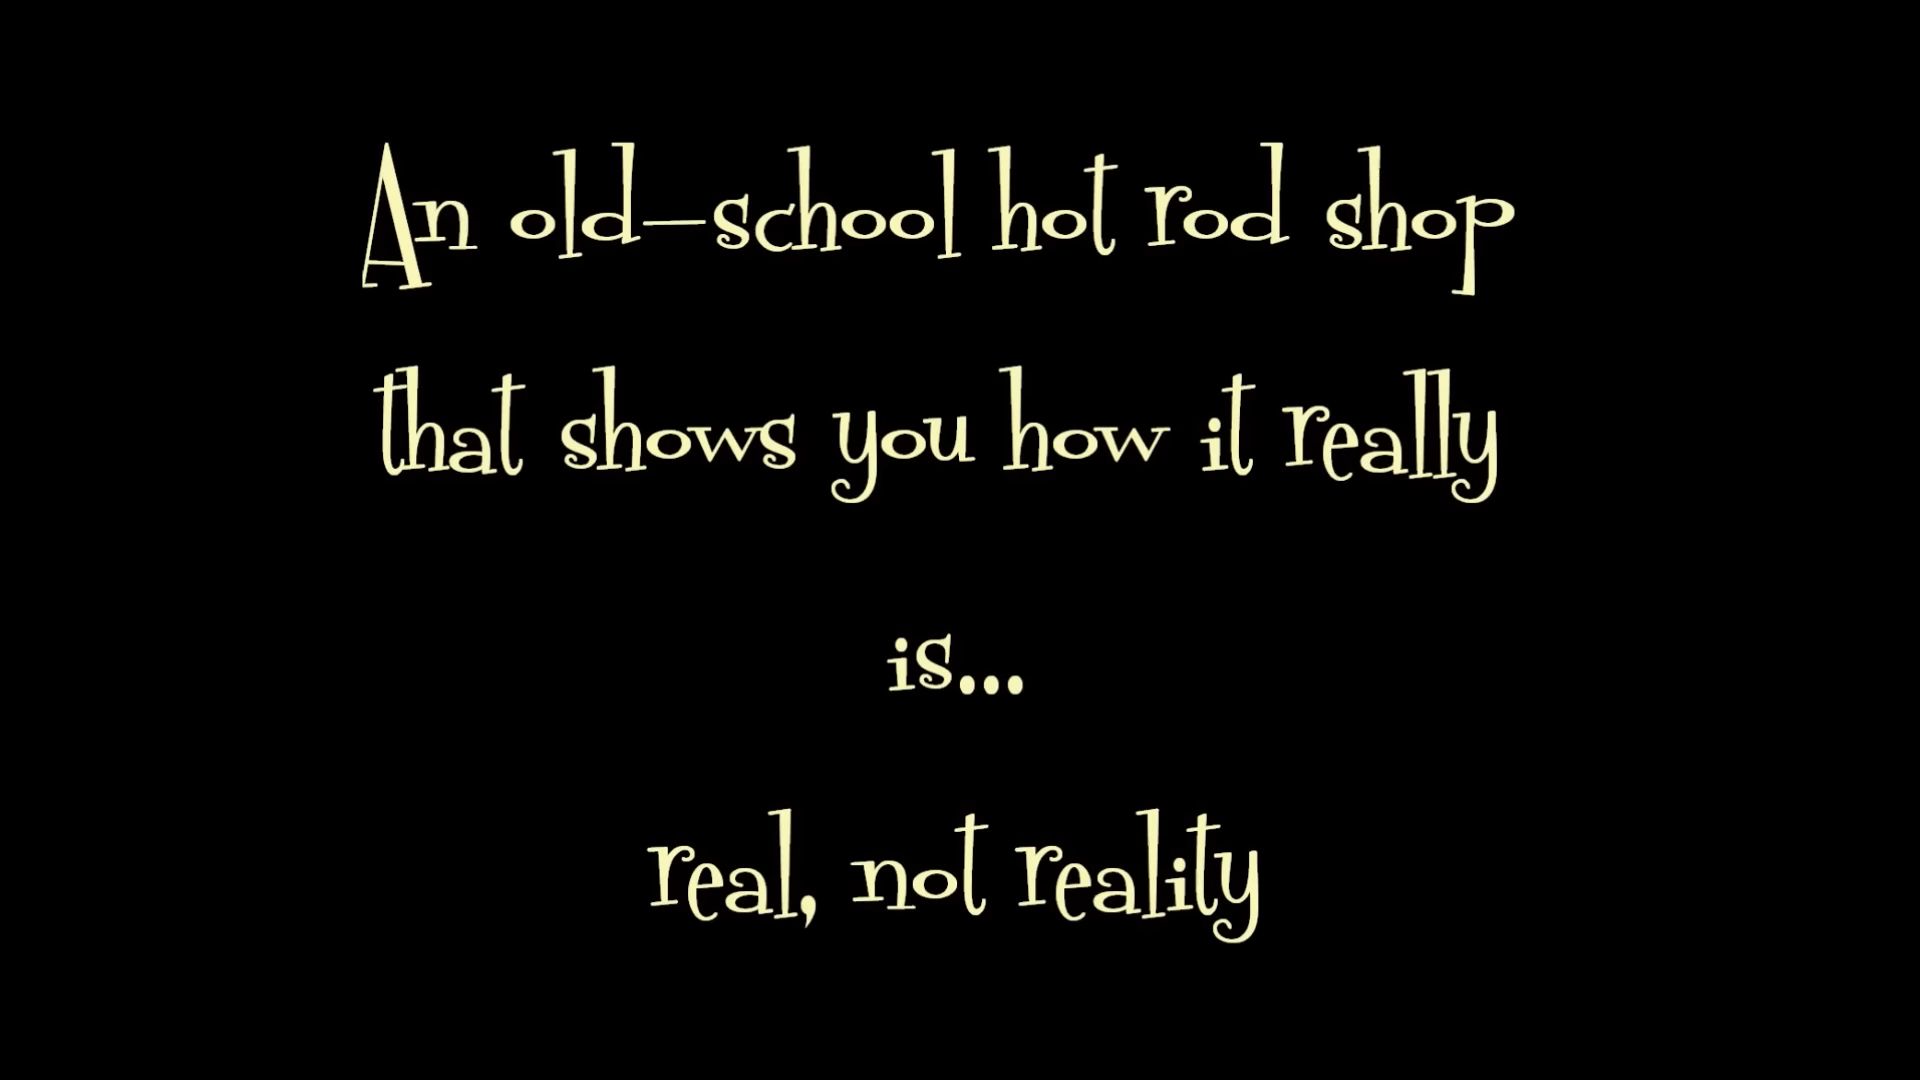 An old-school hot rod shop
that shows you how it really
is...
real, not reality